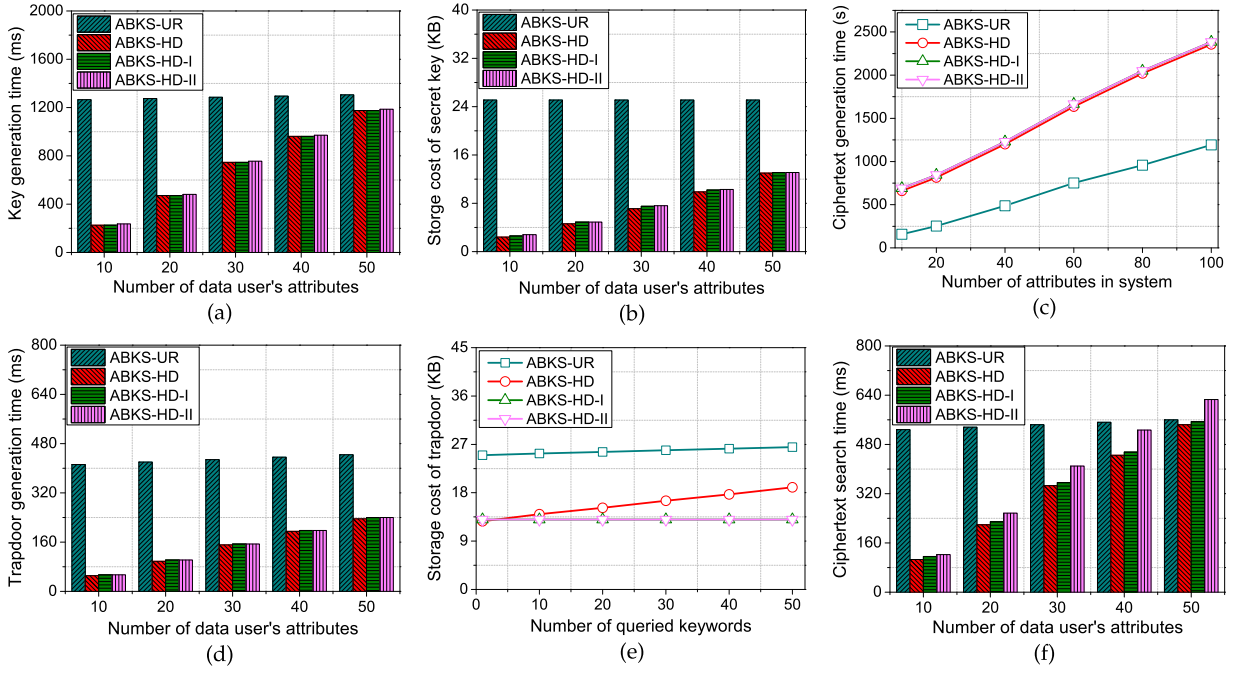 2000
1600
1200
800
400
0
Key generation time (ms)
ABKS-UR
ABKS-HD
ABKS-HD-I
ABKS-HD-II
10 20 30 40 50
Number of data user's attributes
(a)
40
32
24
16
8
0
Storge cost of secret key (KB)
ABKS-UR
ABKS-HD
ABKS-HD-I
ABKS-HD-II
10 20 30 40 50
Number of data user's attributes
(b)
2500
2000
1500
1000
500
0
Ciphertext generation time (s)
ABKS-UR
ABKS-HD
ABKS-HD-I
ABKS-HD-II
20 40 60 80 100
Number of attributes in system
(c)
800
640
480
320
160
0
Trapdoor generation time (ms)
ABKS-UR
ABKS-HD
ABKS-HD-I
ABKS-HD-II
10 20 30 40 50
Number of data user's attributes
(d)
45
36
27
18
9
0
Storage cost of trapdoor (KB)
ABKS-UR
ABKS-HD
ABKS-HD-I
ABKS-HD-II
0 10 20 30 40 50
Number of queried keywords
(e)
800
640
480
320
160
0
Ciphertext search time (ms)
ABKS-UR
ABKS-HD
ABKS-HD-I
ABKS-HD-II
10 20 30 40 50
Number of data user's attributes
(f)